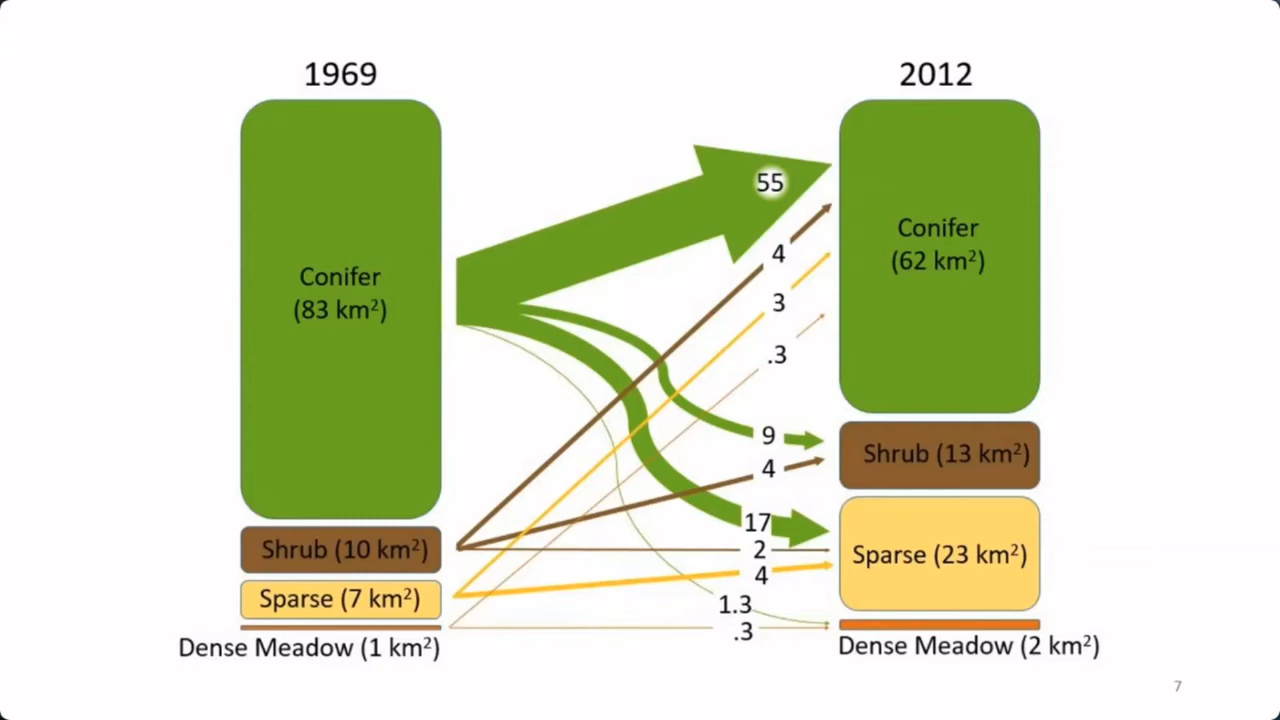 1969
2012
Conifer
(83 km²)
Shrub (10 km²)
Sparse (7 km²)
Dense Meadow (1 km²)
55
4
3
.3
9
4
17
2
4
1.3
.3
Conifer
(62 km²)
Shrub (13 km²)
Sparse (23 km²)
Dense Meadow (2 km²)
7